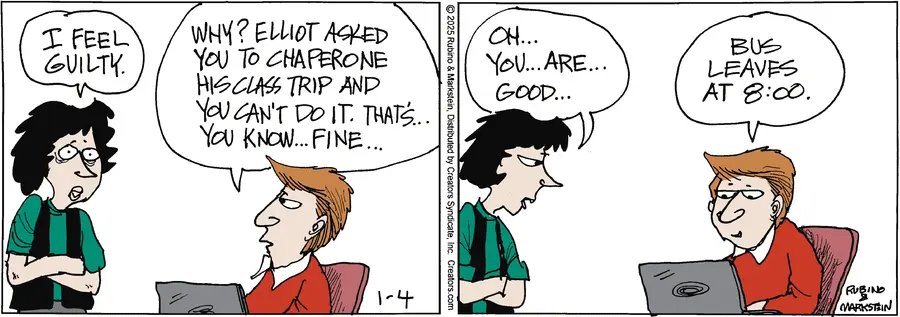 I FEEL
GUILTY.
WHY? ELLIOT ASKED
YOU TO CHAPERONE
HIS CLASS TRIP AND
YOU CAN'T DO IT. THAT'S...
YOU KNOW... FINE...
1-4
© 2025 Rubino & Markstein, Distributed by Creators Syndicate, Inc. Creators.com
OH...
YOU...ARE...
GOOD...
BUS
LEAVES
AT 8:00.
RUBINO
&
MARKSTEIN